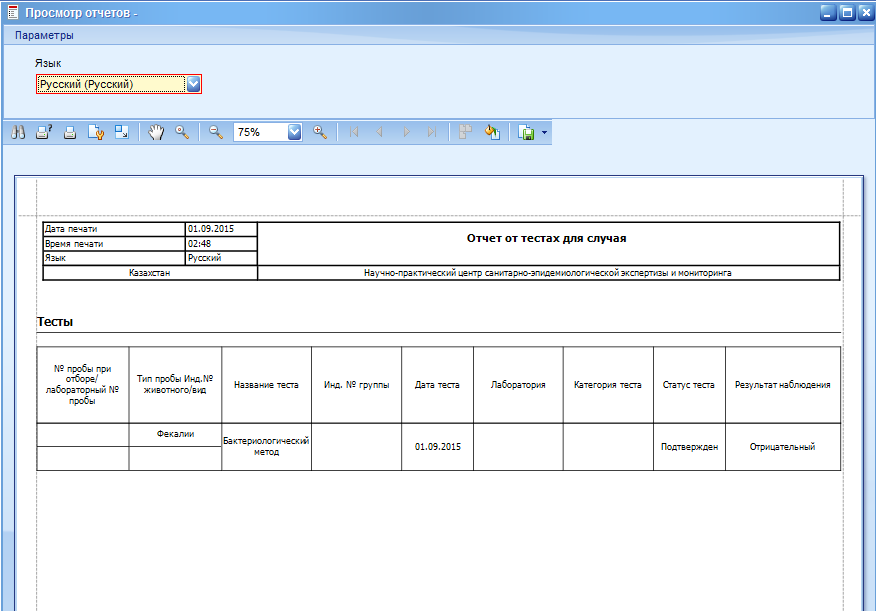 Просмотр отчетов -
Параметры
Язык
Русский (Русский)
75%
Дата печати 01.09.2015
Время печати 02:48
Язык Русский
Отчет от тестах для случая
Казахстан Научно-практический центр санитарно-эпидемиологической экспертизы и мониторинга
Тесты
№ пробы при
отборе/
лабораторный №
пробы
Тип пробы Инд.№
животного/вид
Название теста
Инд. № группы
Дата теста
Лаборатория
Категория теста
Статус теста
Результат наблюдения
Фекалии
Бактериологический
метод
01.09.2015
Подтвержден
Отрицательный